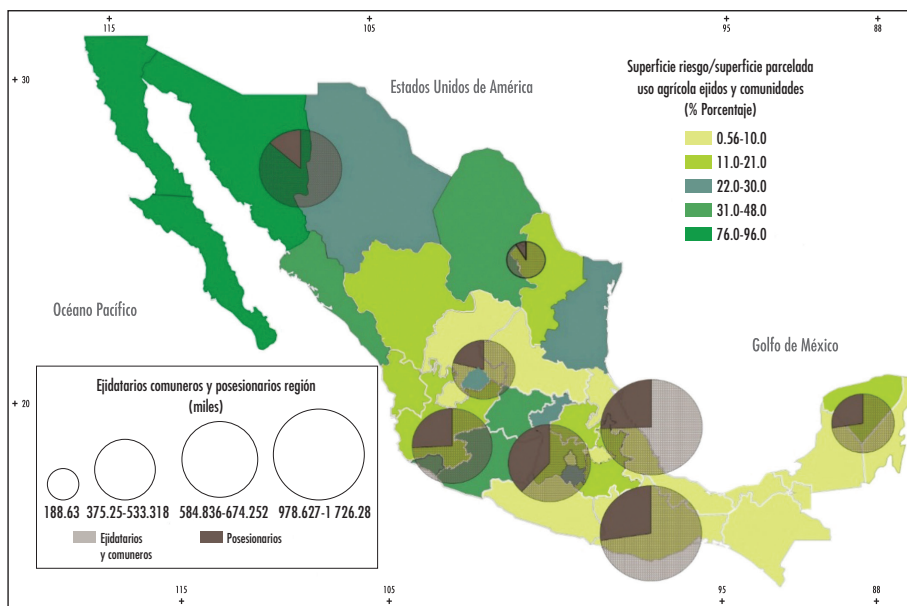 115
105
95
88
+ 30
Estados Unidos de América
Superficie riesgo/superficie parcelada
uso agrícola ejidos y comunidades
(% Porcentaje)
0.56-10.0
11.0-21.0
22.0-30.0
31.0-48.0
76.0-96.0
Océano Pacífico
Golfo de México
+ 20
Ejidatarios comuneros y posesionarios región
(miles)
188.63
375.25-533.318
584.836-674.252
978.627-1 726.28
Ejidatarios
y comuneros
Posesionarios
115
105
95
88